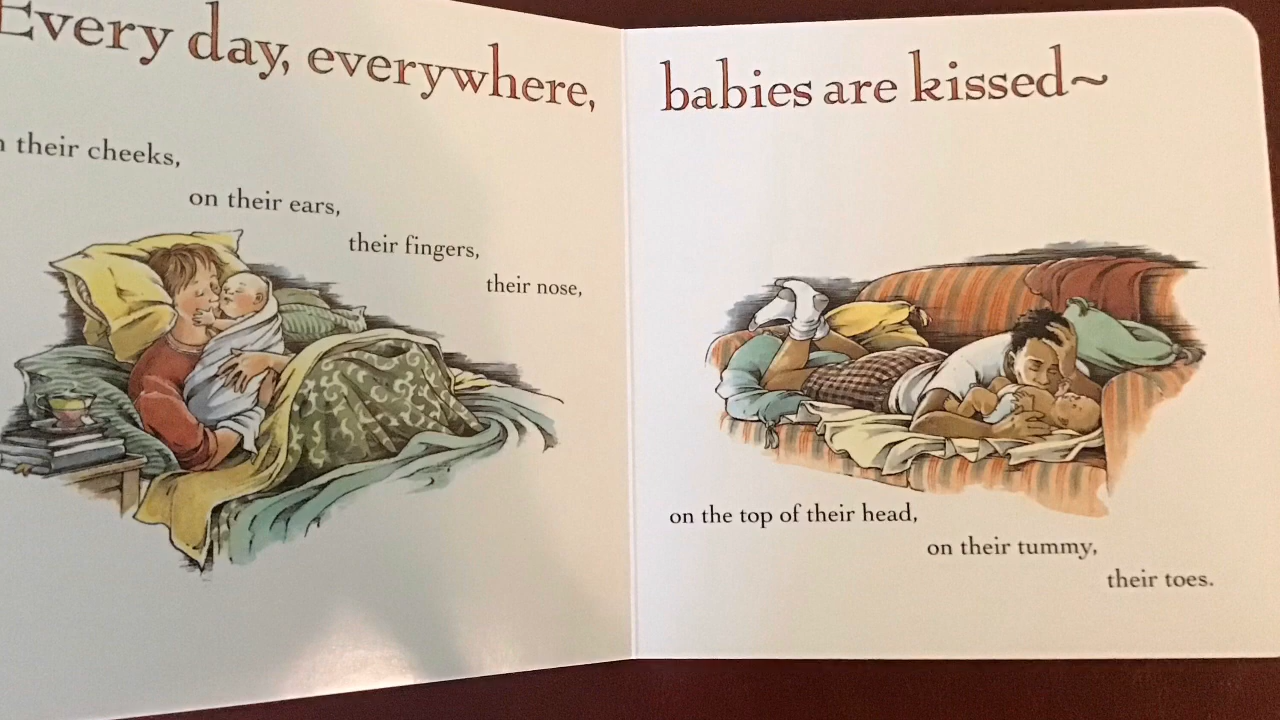 Every day, everywhere,
their cheeks,
on their ears,
their fingers,
their nose,
babies are kissed~
on the top of their head,
on their tummy,
their toes.